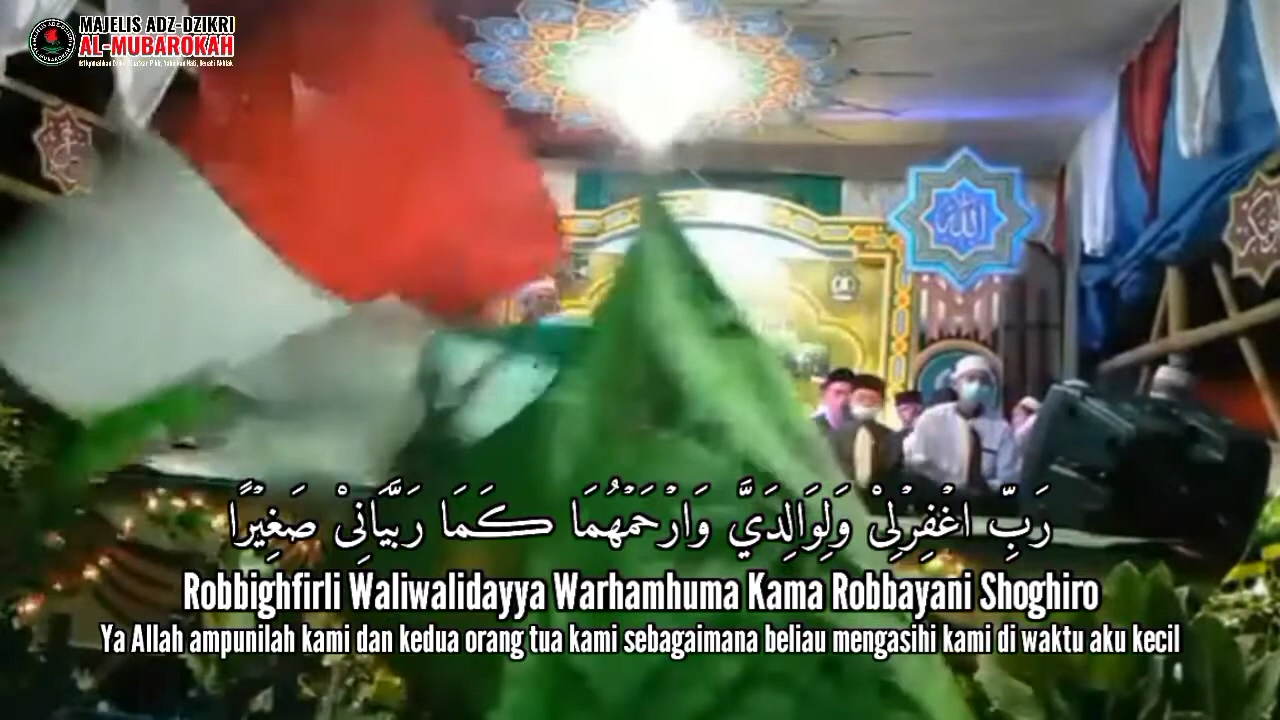 MAJELIS ADZ-DZIKRI
AL-MUBAROKAH
الله
رَبِّ اغْفِرْلِيْ وَلِوَالِدَيَّ وَارْحَمْهُمَا كَمَا رَبَّيَانِيْ صَغِيْرًا
Robbighfirli Waliwalidayya Warhamhuma Kama Robbayani Shoghiro
Ya Allah ampunilah kami dan kedua orang tua kami sebagaimana beliau mengasihi kami di waktu aku kecil